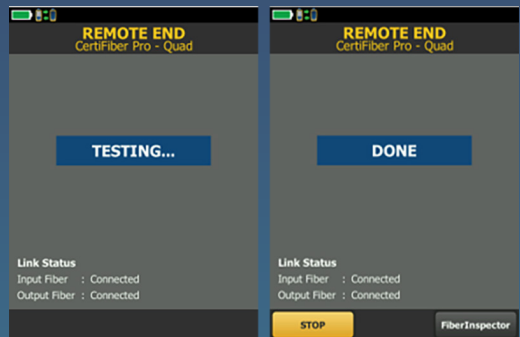 REMOTE END
CertiFiber Pro - Quad
TESTING...
Link Status
Input Fiber : Connected
Output Fiber : Connected
REMOTE END
CertiFiber Pro - Quad
DONE
Link Status
Input Fiber : Connected
Output Fiber : Connected
STOP
FiberInspector